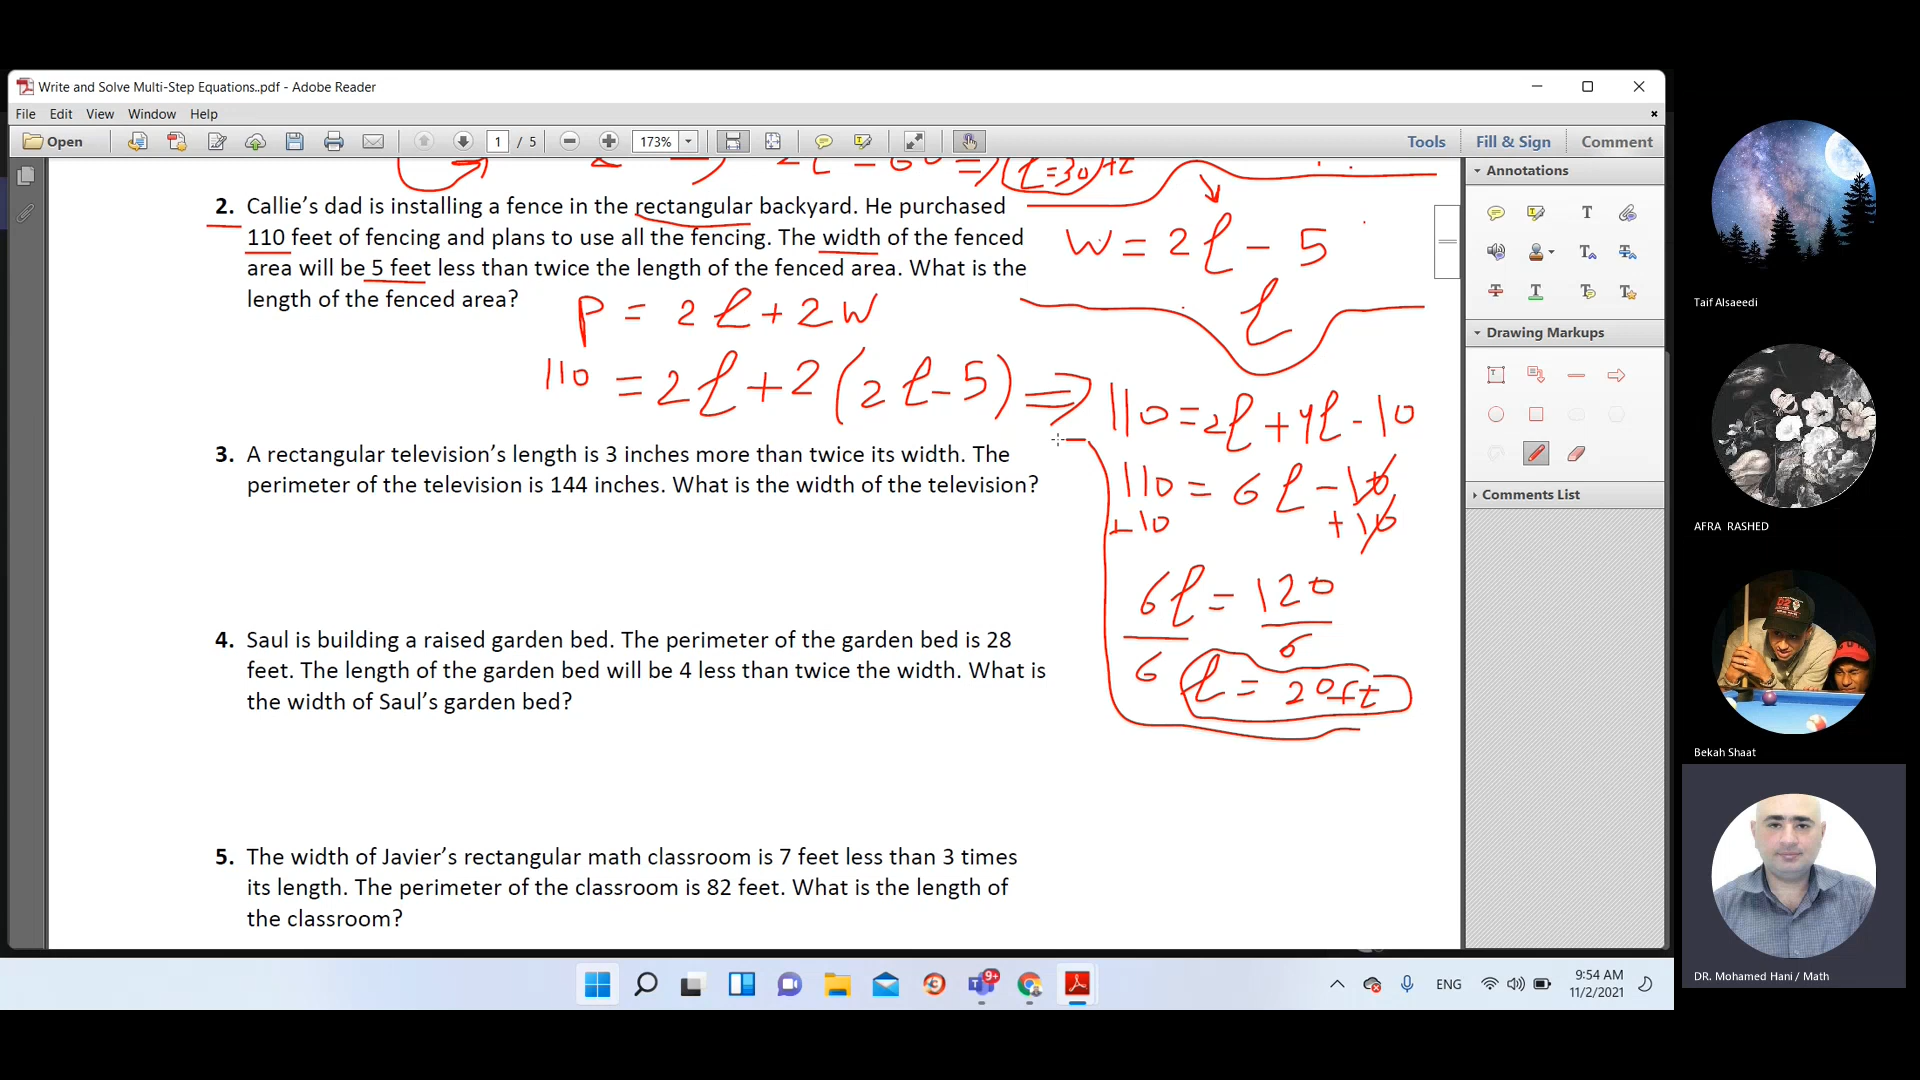 Write and Solve Multi-Step Equations..pdf - Adobe Reader
File Edit View Window Help
Open 1 / 5 173% Tools Fill & Sign Comment
Annotations
T
T T
T T
T T
Drawing Markups
Comments List
l=30 ft
2. Callie's dad is installing a fence in the rectangular backyard. He purchased
110 feet of fencing and plans to use all the fencing. The width of the fenced
area will be 5 feet less than twice the length of the fenced area. What is the
length of the fenced area?
W = 2l - 5
l
P = 2l + 2W
110 = 2l + 2(2l-5) ⇒ 110 = 2l + 4l - 10
110 = 6l - 10
+10 +10
6l = 120
6 6
l = 20ft
3. A rectangular television's length is 3 inches more than twice its width. The
perimeter of the television is 144 inches. What is the width of the television?
4. Saul is building a raised garden bed. The perimeter of the garden bed is 28
feet. The length of the garden bed will be 4 less than twice the width. What is
the width of Saul's garden bed?
5. The width of Javier's rectangular math classroom is 7 feet less than 3 times
its length. The perimeter of the classroom is 82 feet. What is the length of
the classroom?
Taif Alsaeedi
AFRA RASHED
Bekah Shaat
DR. Mohamed Hani / Math
9+
ENG
9:54 AM
11/2/2021